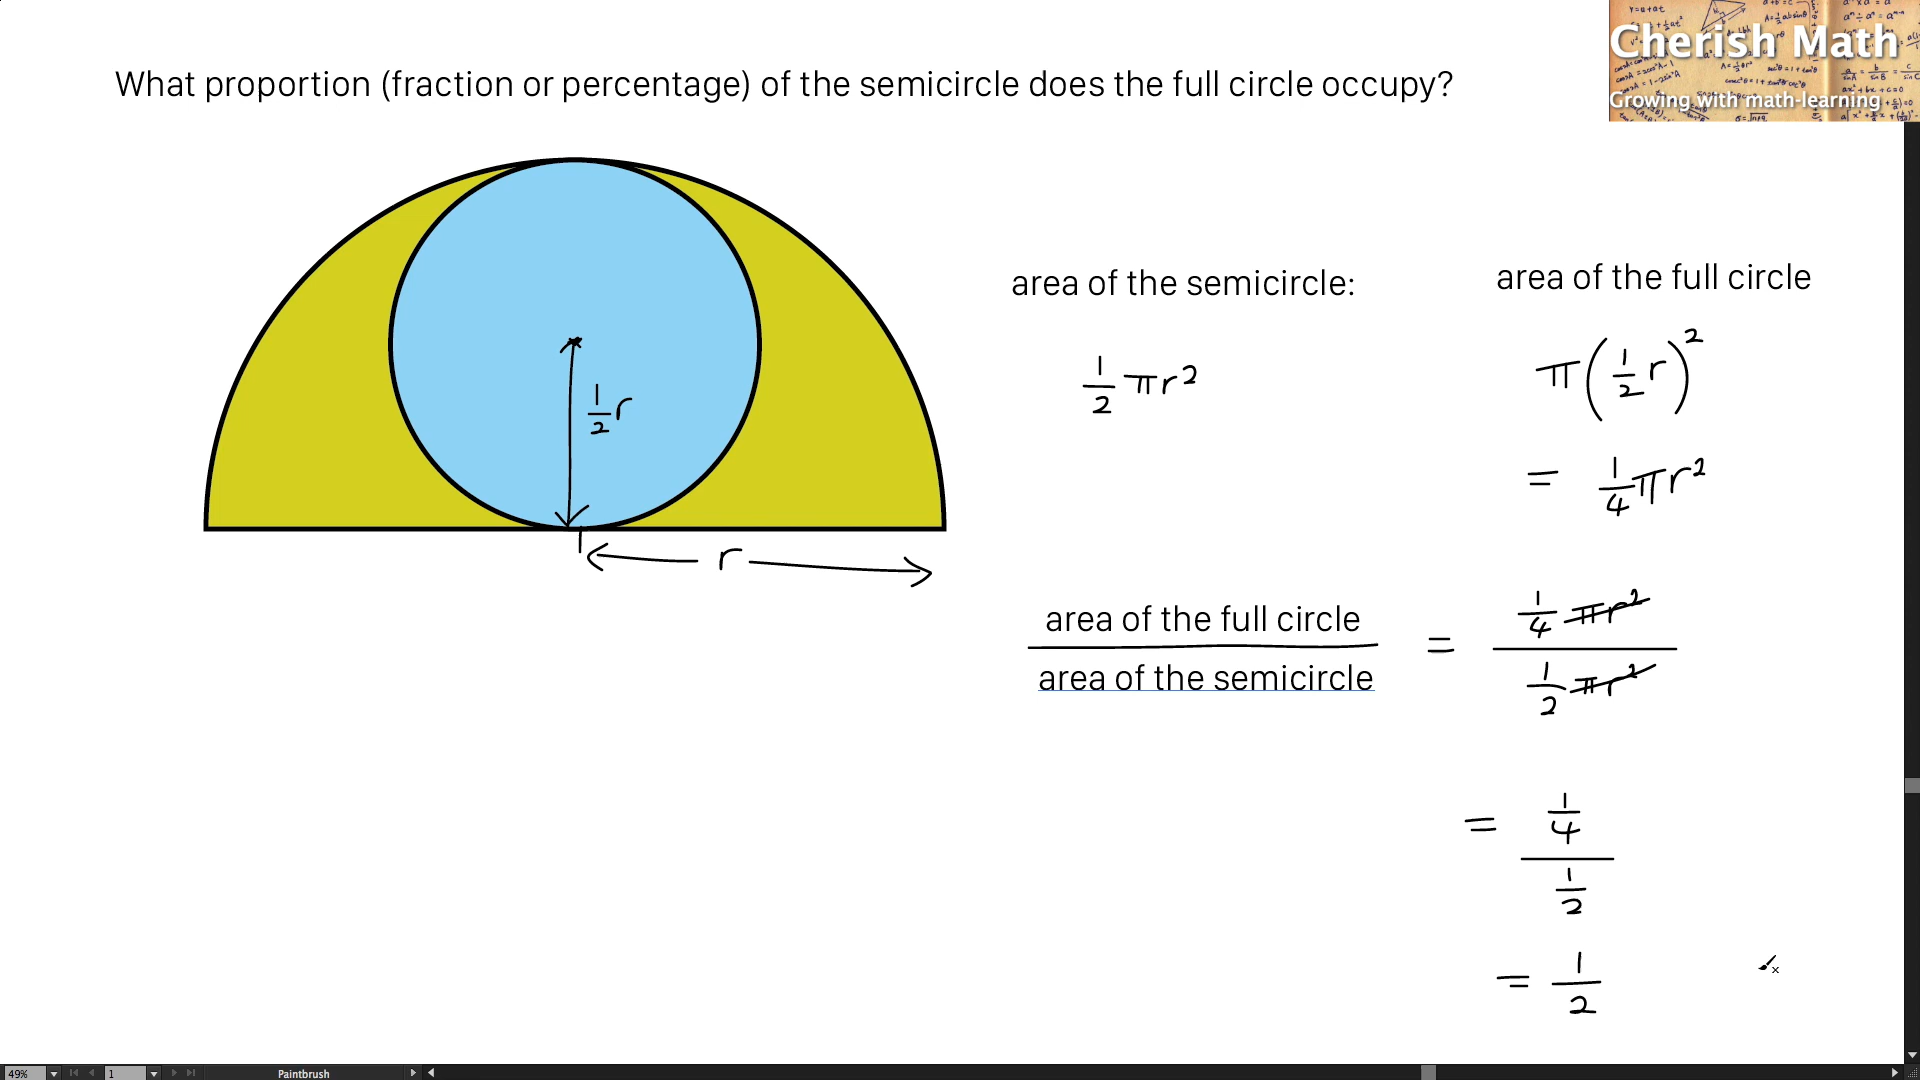 Cherish Math
Growing with math-learning
What proportion (fraction or percentage) of the semicircle does the full circle occupy?
1/2 r
r
area of the semicircle:
1/2 πr²
area of the full circle
π(1/2 r)²
= 1/4 πr²
area of the full circle
area of the semicircle
= 1/4 πr²
1/2 πr²
= 1/4
1/2
= 1/2
49%
1
Paintbrush